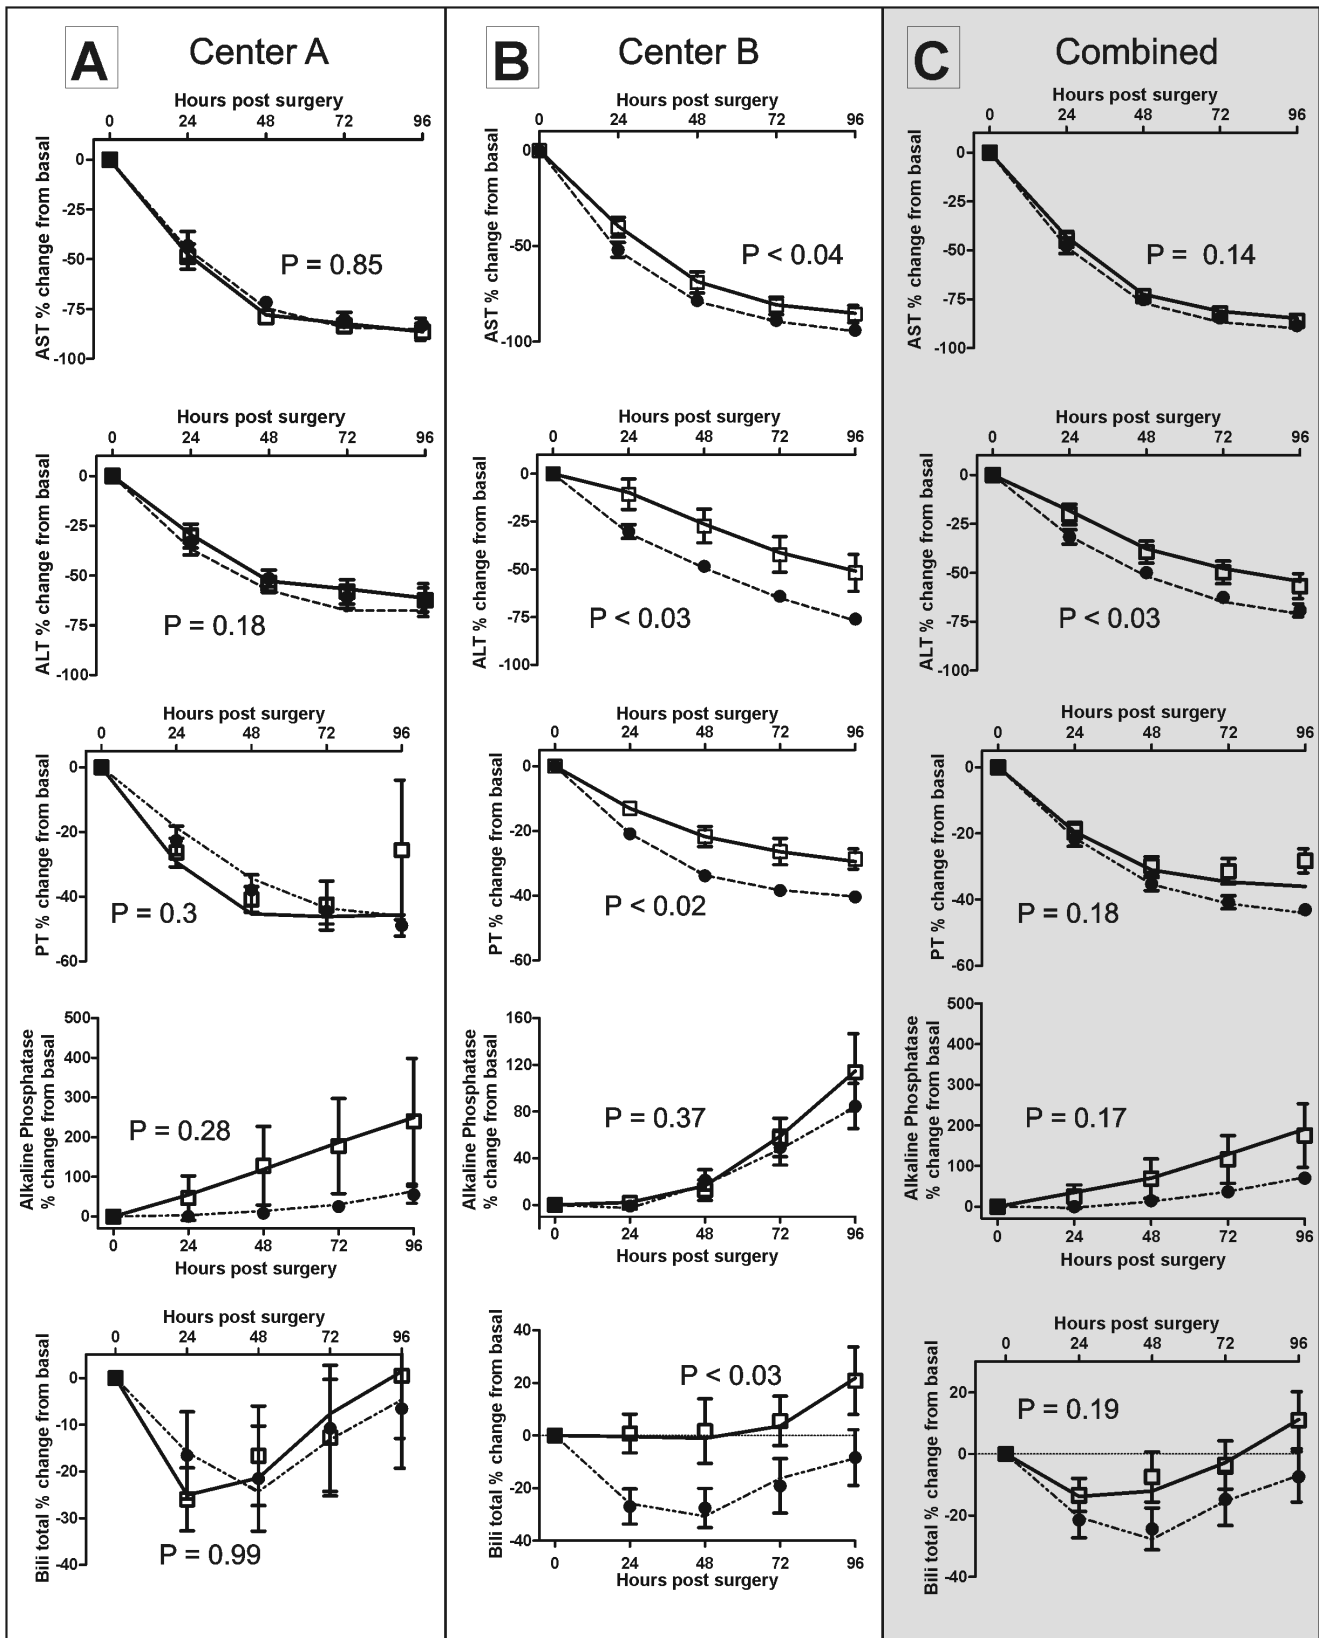 A Center A
Hours post surgery
0 24 48 72 96
AST % change from basal
0
-25
-50
-75
-100
P = 0.85
Hours post surgery
0 24 48 72 96
ALT % change from basal
0
-25
-50
-75
-100
P = 0.18
Hours post surgery
0 24 48 72 96
PT % change from basal
0
-20
-40
-60
P = 0.3
Alkaline Phosphatase
% change from basal
500
400
300
200
100
0
P = 0.28
0 24 48 72 96
Hours post surgery
Hours post surgery
0 24 48 72 96
Bili total % change from basal
0
-10
-20
-30
-40
P = 0.99
B Center B
Hours post surgery
0 24 48 72 96
AST % change from basal
0
-50
-100
P < 0.04
Hours post surgery
0 24 48 72 96
ALT % change from basal
0
-25
-50
-75
-100
P < 0.03
Hours post surgery
0 24 48 72 96
PT % change from basal
0
-20
-40
-60
P < 0.02
Alkaline Phosphatase
% change from basal
160
120
80
40
0
P = 0.37
0 24 48 72 96
Hours post surgery
Bili total % change from basal
40
20
0
-20
-40
P < 0.03
0 24 48 72 96
Hours post surgery
C Combined
Hours post surgery
0 24 48 72 96
AST % change from basal
0
-25
-50
-75
-100
P = 0.14
Hours post surgery
0 24 48 72 96
ALT % change from basal
0
-25
-50
-75
-100
P < 0.03
Hours post surgery
0 24 48 72 96
PT % change from basal
0
-20
-40
-60
P = 0.18
Alkaline Phosphatase
% change from basal
500
400
300
200
100
0
P = 0.17
0 24 48 72 96
Hours post surgery
Hours post surgery
0 24 48 72 96
Bili total % change from basal
20
0
-20
-40
P = 0.19